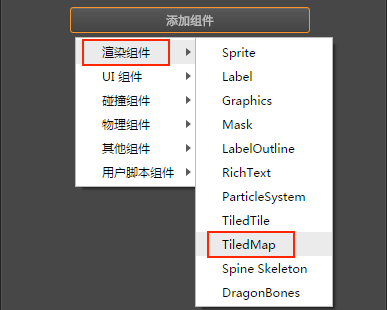 添加组件
渲染组件
UI 组件
碰撞组件
物理组件
其他组件
用户脚本组件
Sprite
Label
Graphics
Mask
LabelOutline
RichText
ParticleSystem
TiledTile
TiledMap
Spine Skeleton
DragonBones